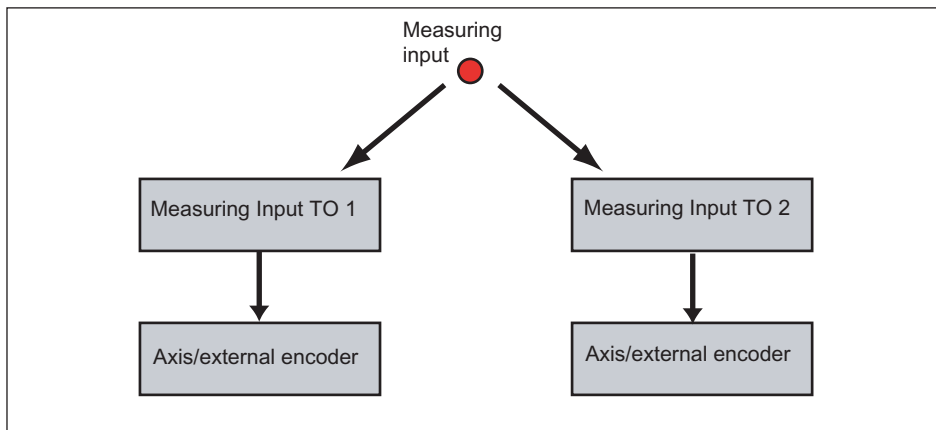 Measuring
input
Measuring Input TO 1
Measuring Input TO 2
Axis/external encoder
Axis/external encoder